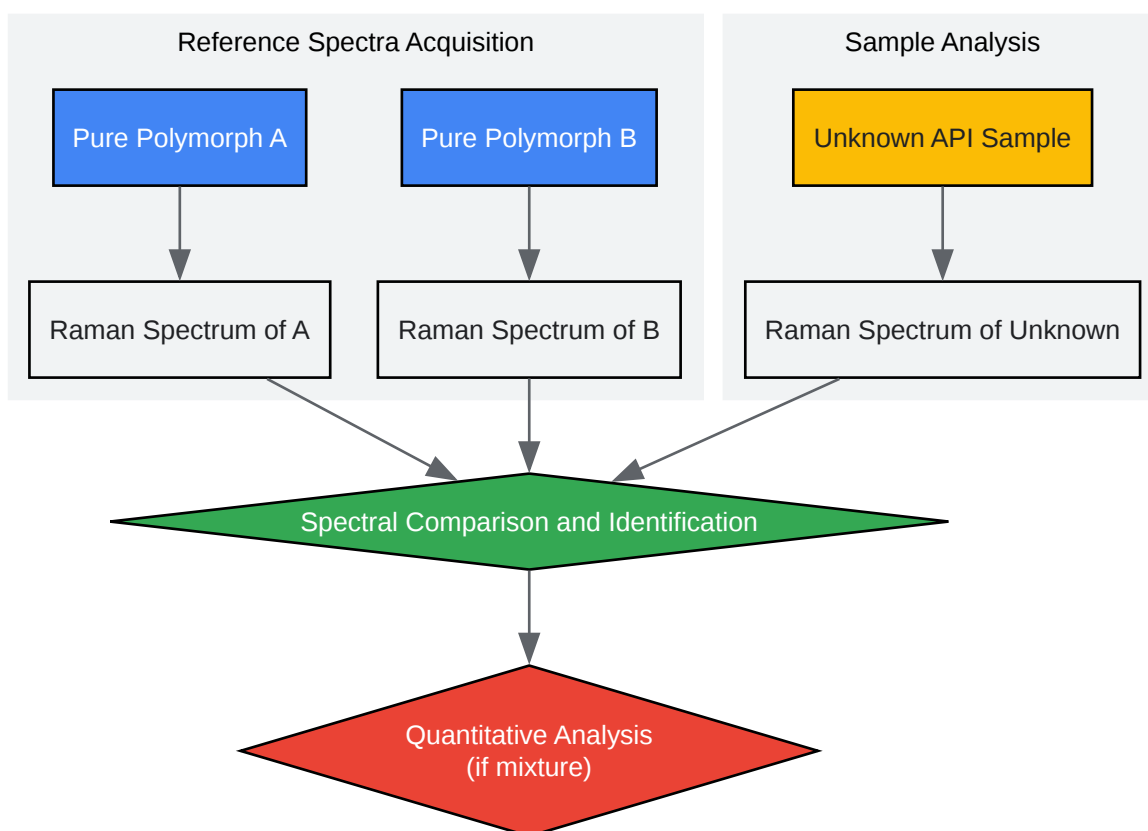 Reference Spectra Acquisition
Sample Analysis
Pure Polymorph A
Pure Polymorph B
Unknown API Sample
Raman Spectrum of A
Raman Spectrum of B
Raman Spectrum of Unknown
Spectral Comparison and Identification
Quantitative Analysis
(if mixture)